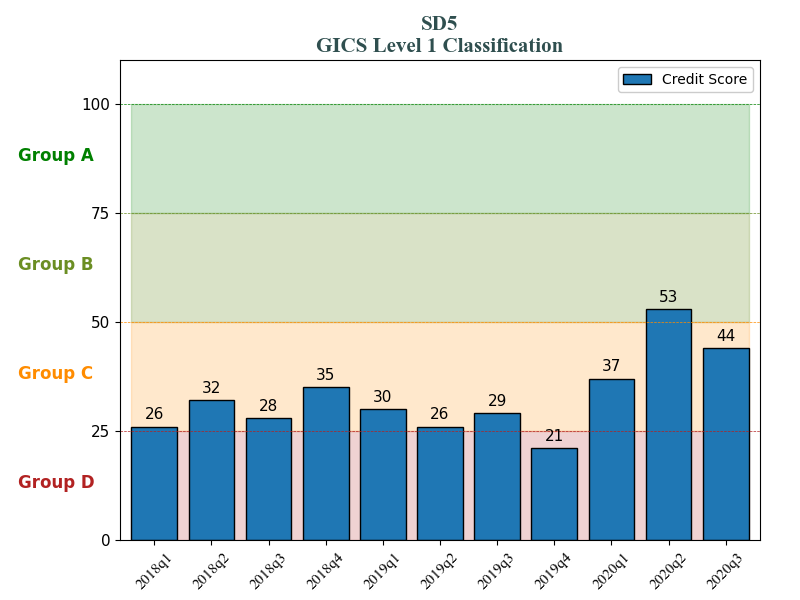 SD5
GICS Level 1 Classification
Credit Score
100
Group A
75
Group B
53
50
44
Group C
37
35
32
30
29
28
26
26
25
21
Group D
0
2018q1 2018q2 2018q3 2018q4 2019q1 2019q2 2019q3 2019q4 2020q1 2020q2 2020q3